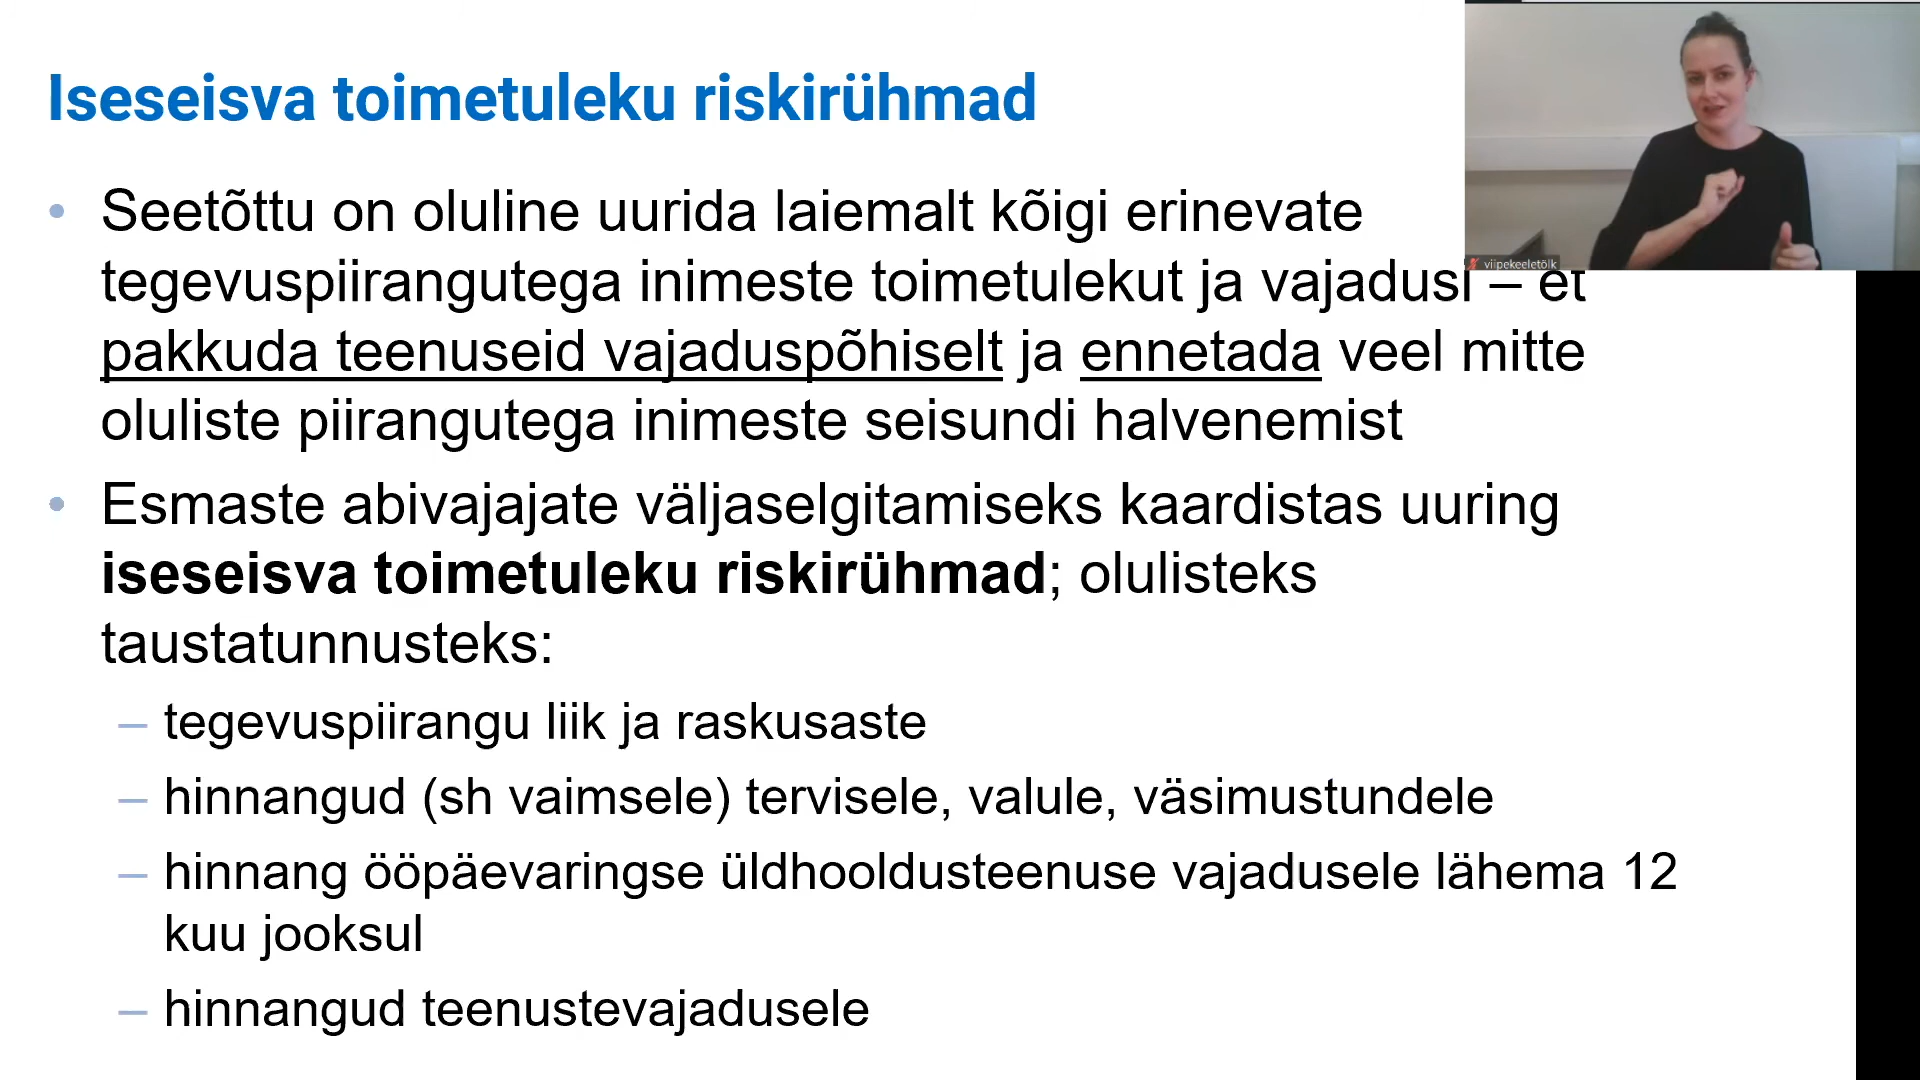 Iseseisva toimetuleku riskirühmad
viipekeeletõlk
• Seetõttu on oluline uurida laiemalt kõigi erinevate
tegevuspiirangutega inimeste toimetulekut ja vajadusi – et
pakkuda teenuseid vajaduspõhiselt ja ennetada veel mitte
oluliste piirangutega inimeste seisundi halvenemist
• Esmaste abivajajate väljaselgitamiseks kaardistas uuring
iseseisva toimetuleku riskirühmad; olulisteks
taustatunnusteks:
– tegevuspiirangu liik ja raskusaste
– hinnangud (sh vaimsele) tervisele, valule, väsimustundele
– hinnang ööpäevaringse üldhooldusteenuse vajadusele lähema 12
kuu jooksul
– hinnangud teenustevajadusele